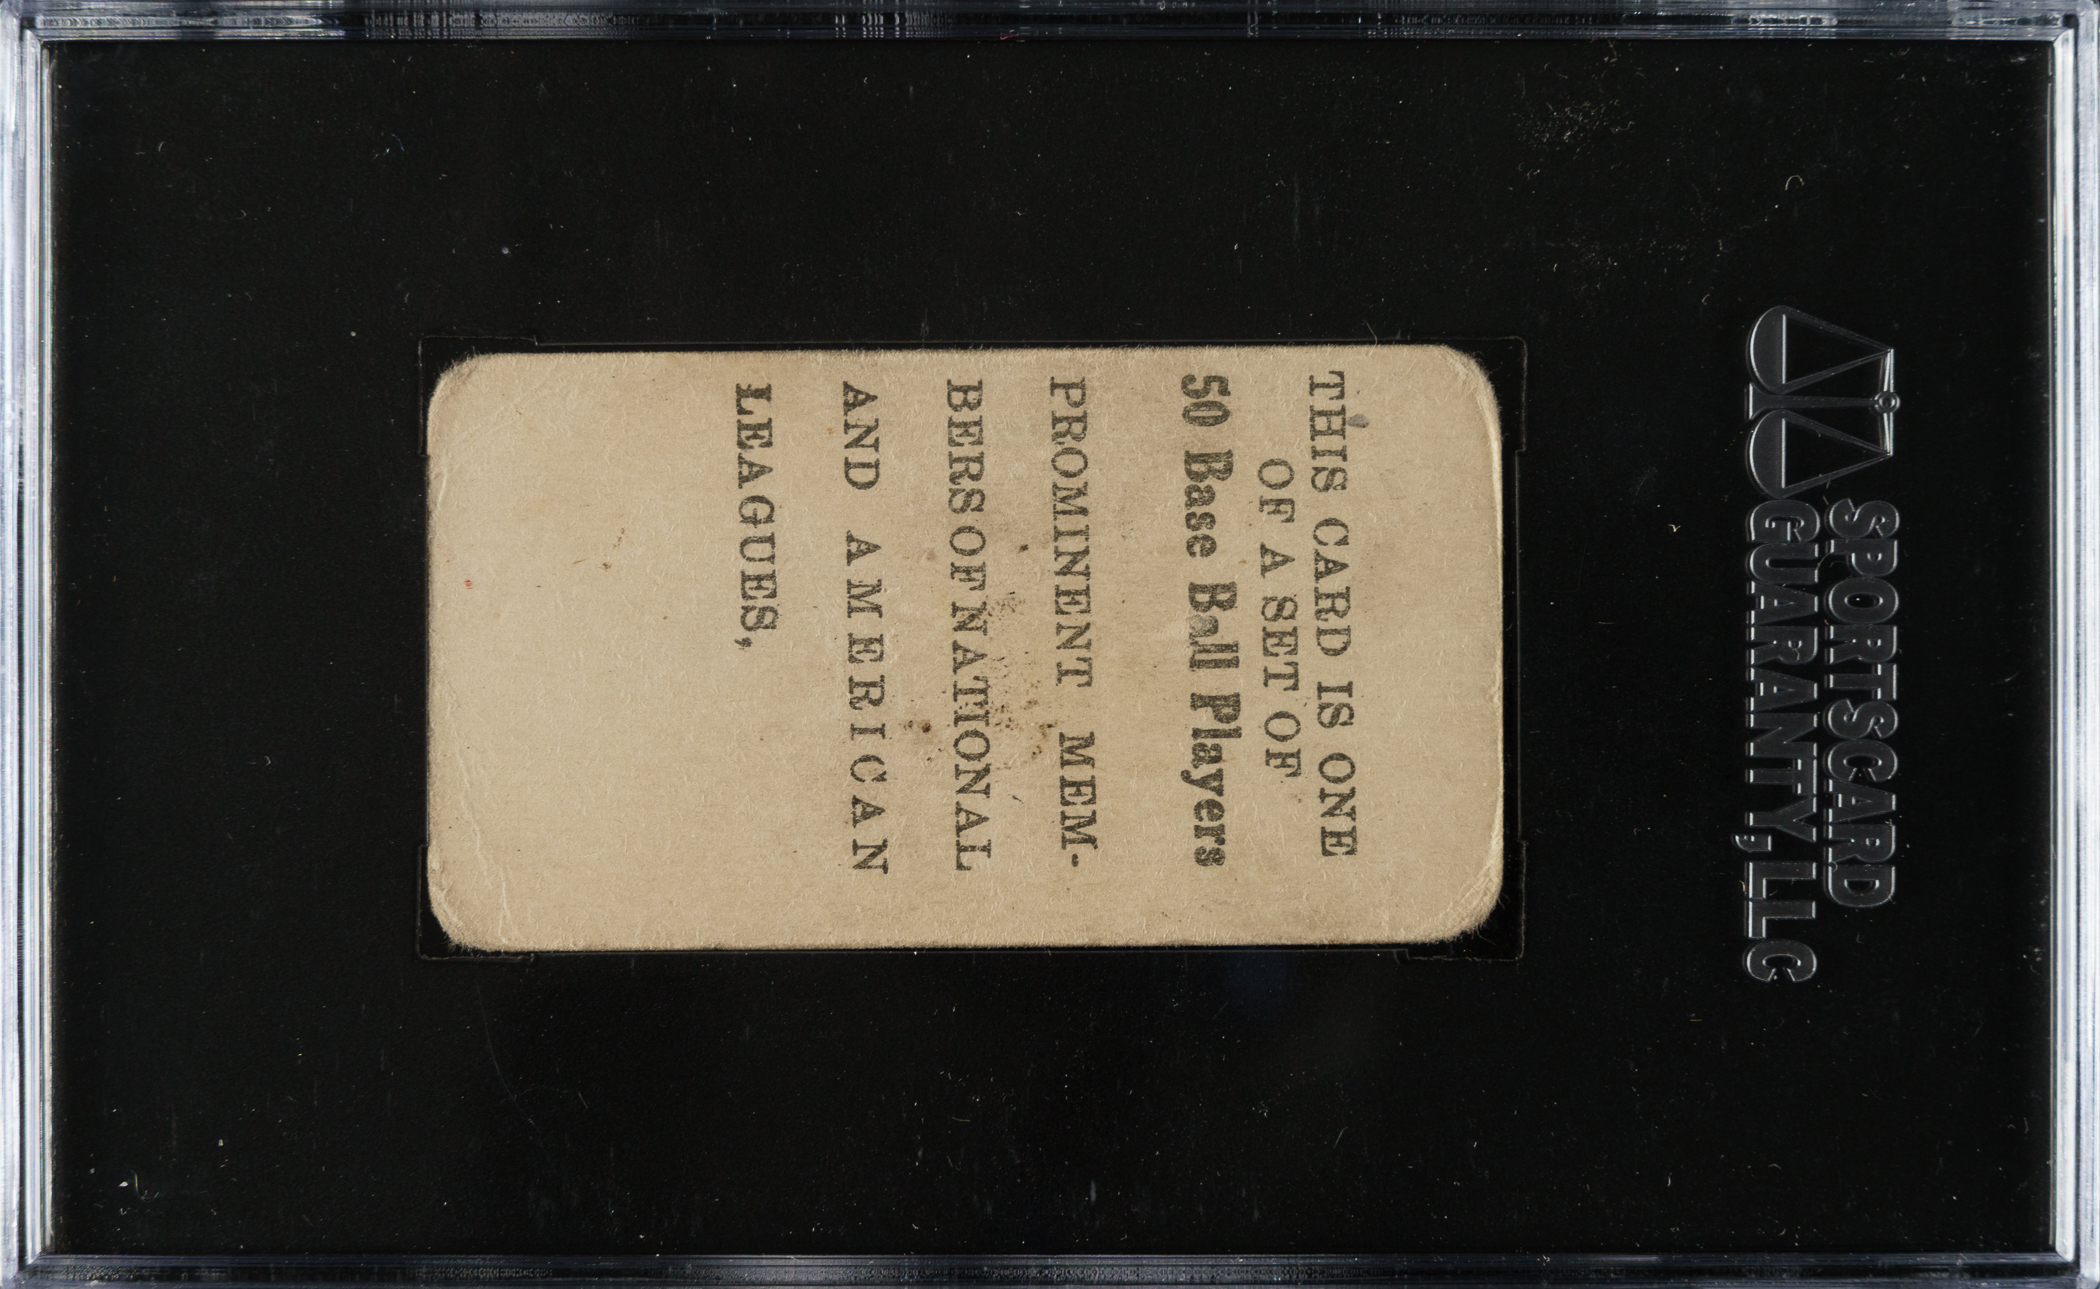 SPORTSCARD
GUARANTY, LLC
THIS CARD IS ONE
OF A SET OF
50 Base Ball Players
PROMINENT MEM-
BERS OF NATIONAL
AND AMERICAN
LEAGUES,